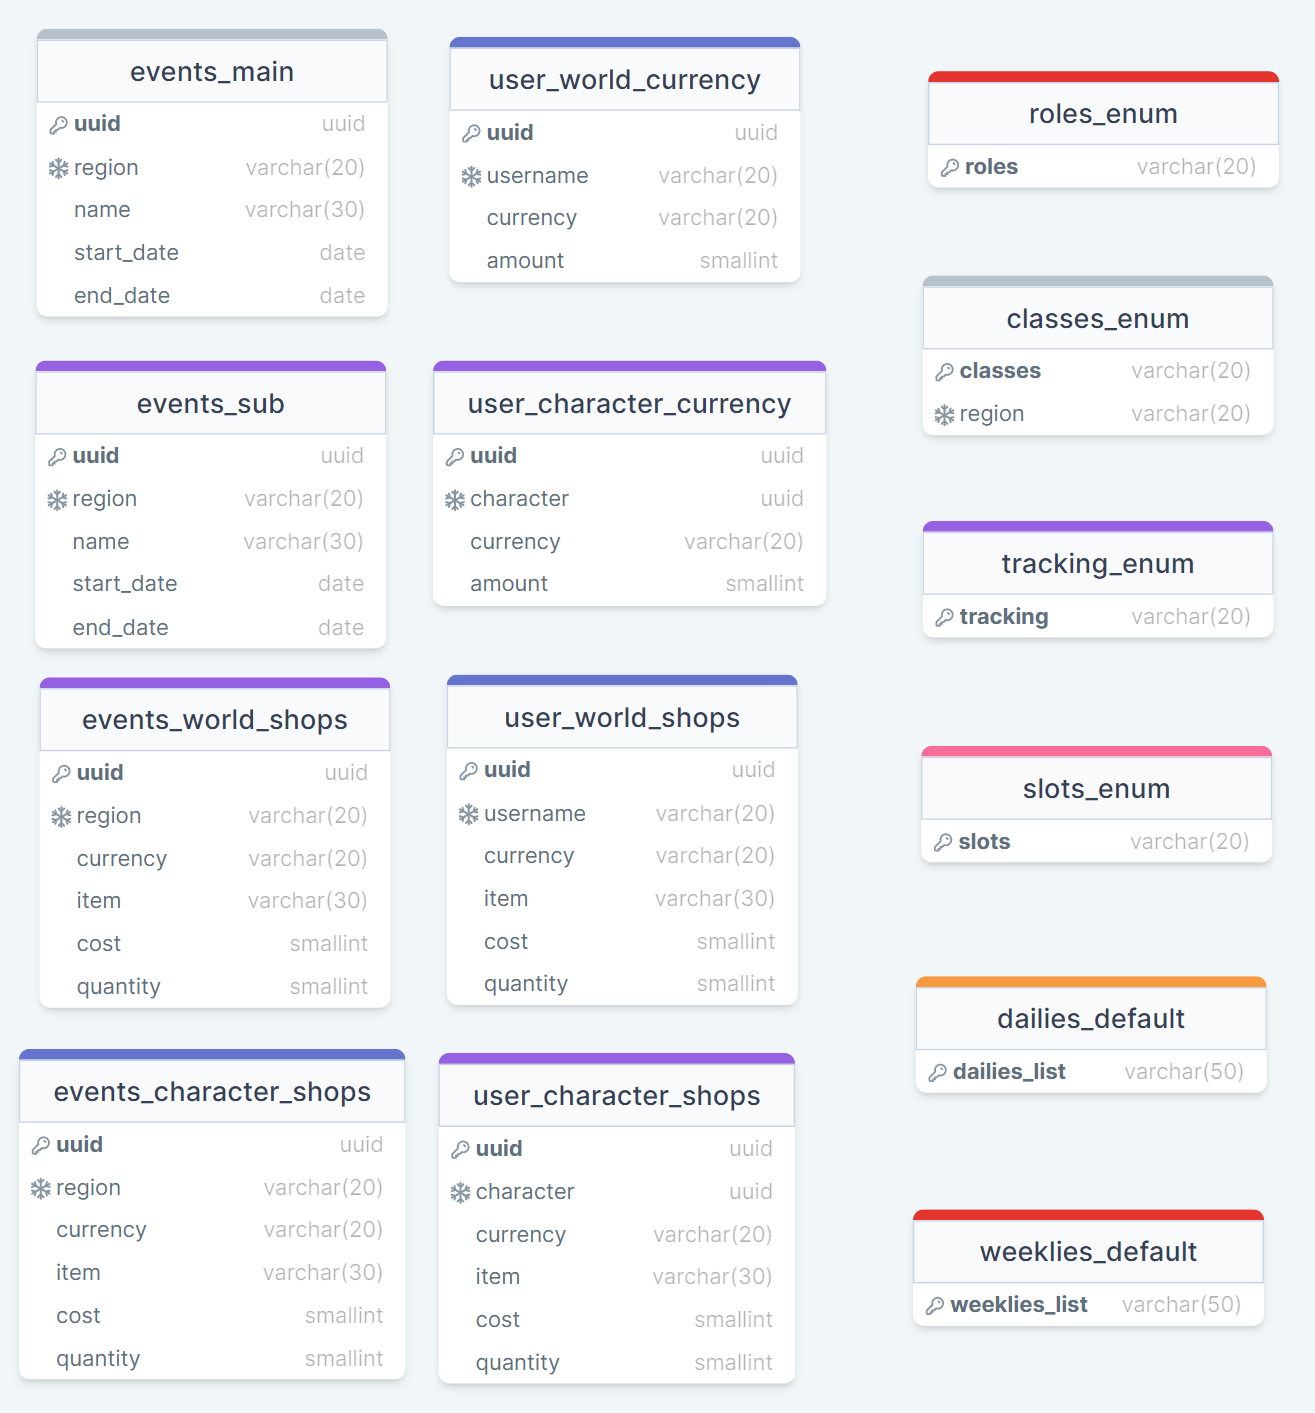 events_main
uuid uuid
region varchar(20)
name varchar(30)
start_date date
end_date date
events_sub
uuid uuid
region varchar(20)
name varchar(30)
start_date date
end_date date
events_world_shops
uuid uuid
region varchar(20)
currency varchar(20)
item varchar(30)
cost smallint
quantity smallint
events_character_shops
uuid uuid
region varchar(20)
currency varchar(20)
item varchar(30)
cost smallint
quantity smallint
user_world_currency
uuid uuid
username varchar(20)
currency varchar(20)
amount smallint
user_character_currency
uuid uuid
character uuid
currency varchar(20)
amount smallint
user_world_shops
uuid uuid
username varchar(20)
currency varchar(20)
item varchar(30)
cost smallint
quantity smallint
user_character_shops
uuid uuid
character uuid
currency varchar(20)
item varchar(30)
cost smallint
quantity smallint
roles_enum
roles varchar(20)
classes_enum
classes varchar(20)
region varchar(20)
tracking_enum
tracking varchar(20)
slots_enum
slots varchar(20)
dailies_default
dailies_list varchar(50)
weeklies_default
weeklies_list varchar(50)